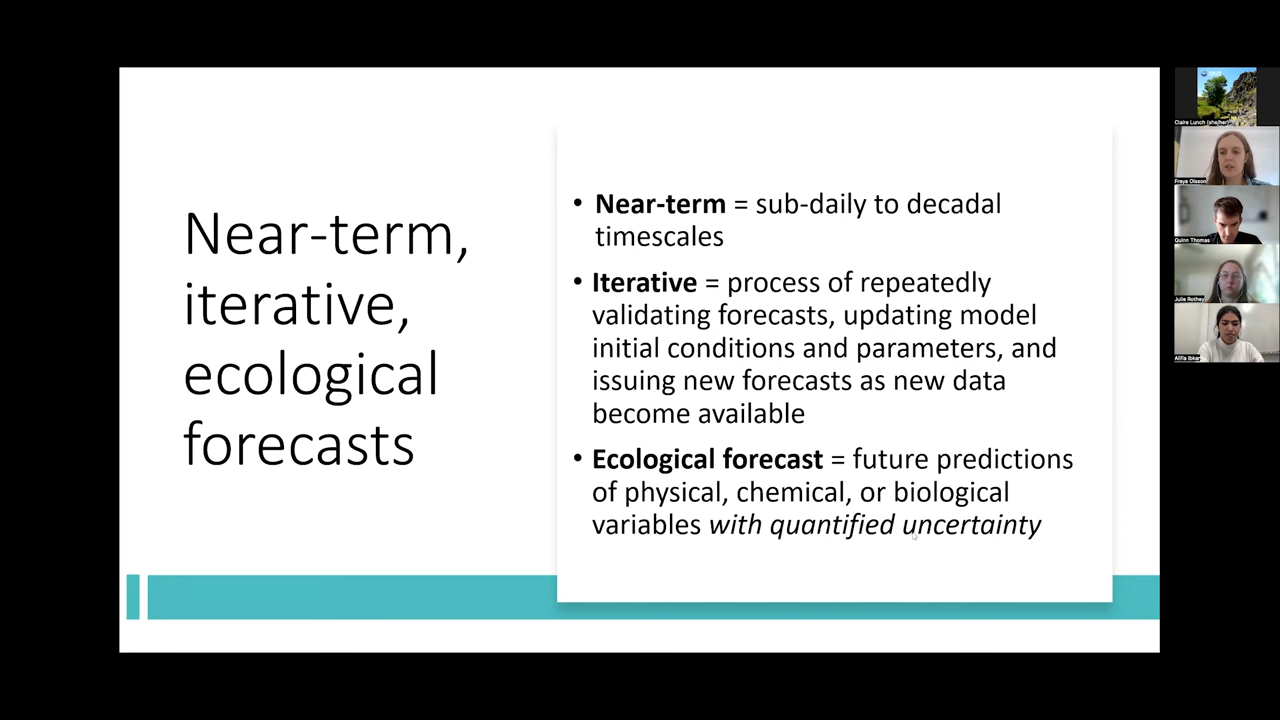 Near-term,
iterative,
ecological
forecasts
• Near-term = sub-daily to decadal
timescales
• Iterative = process of repeatedly
validating forecasts, updating model
initial conditions and parameters, and
issuing new forecasts as new data
become available
• Ecological forecast = future predictions
of physical, chemical, or biological
variables with quantified uncertainty
Claire Lunch (she/her)
Freya Olsson
Quinn Thomas
Julie Rothey
Alifia Ibkar